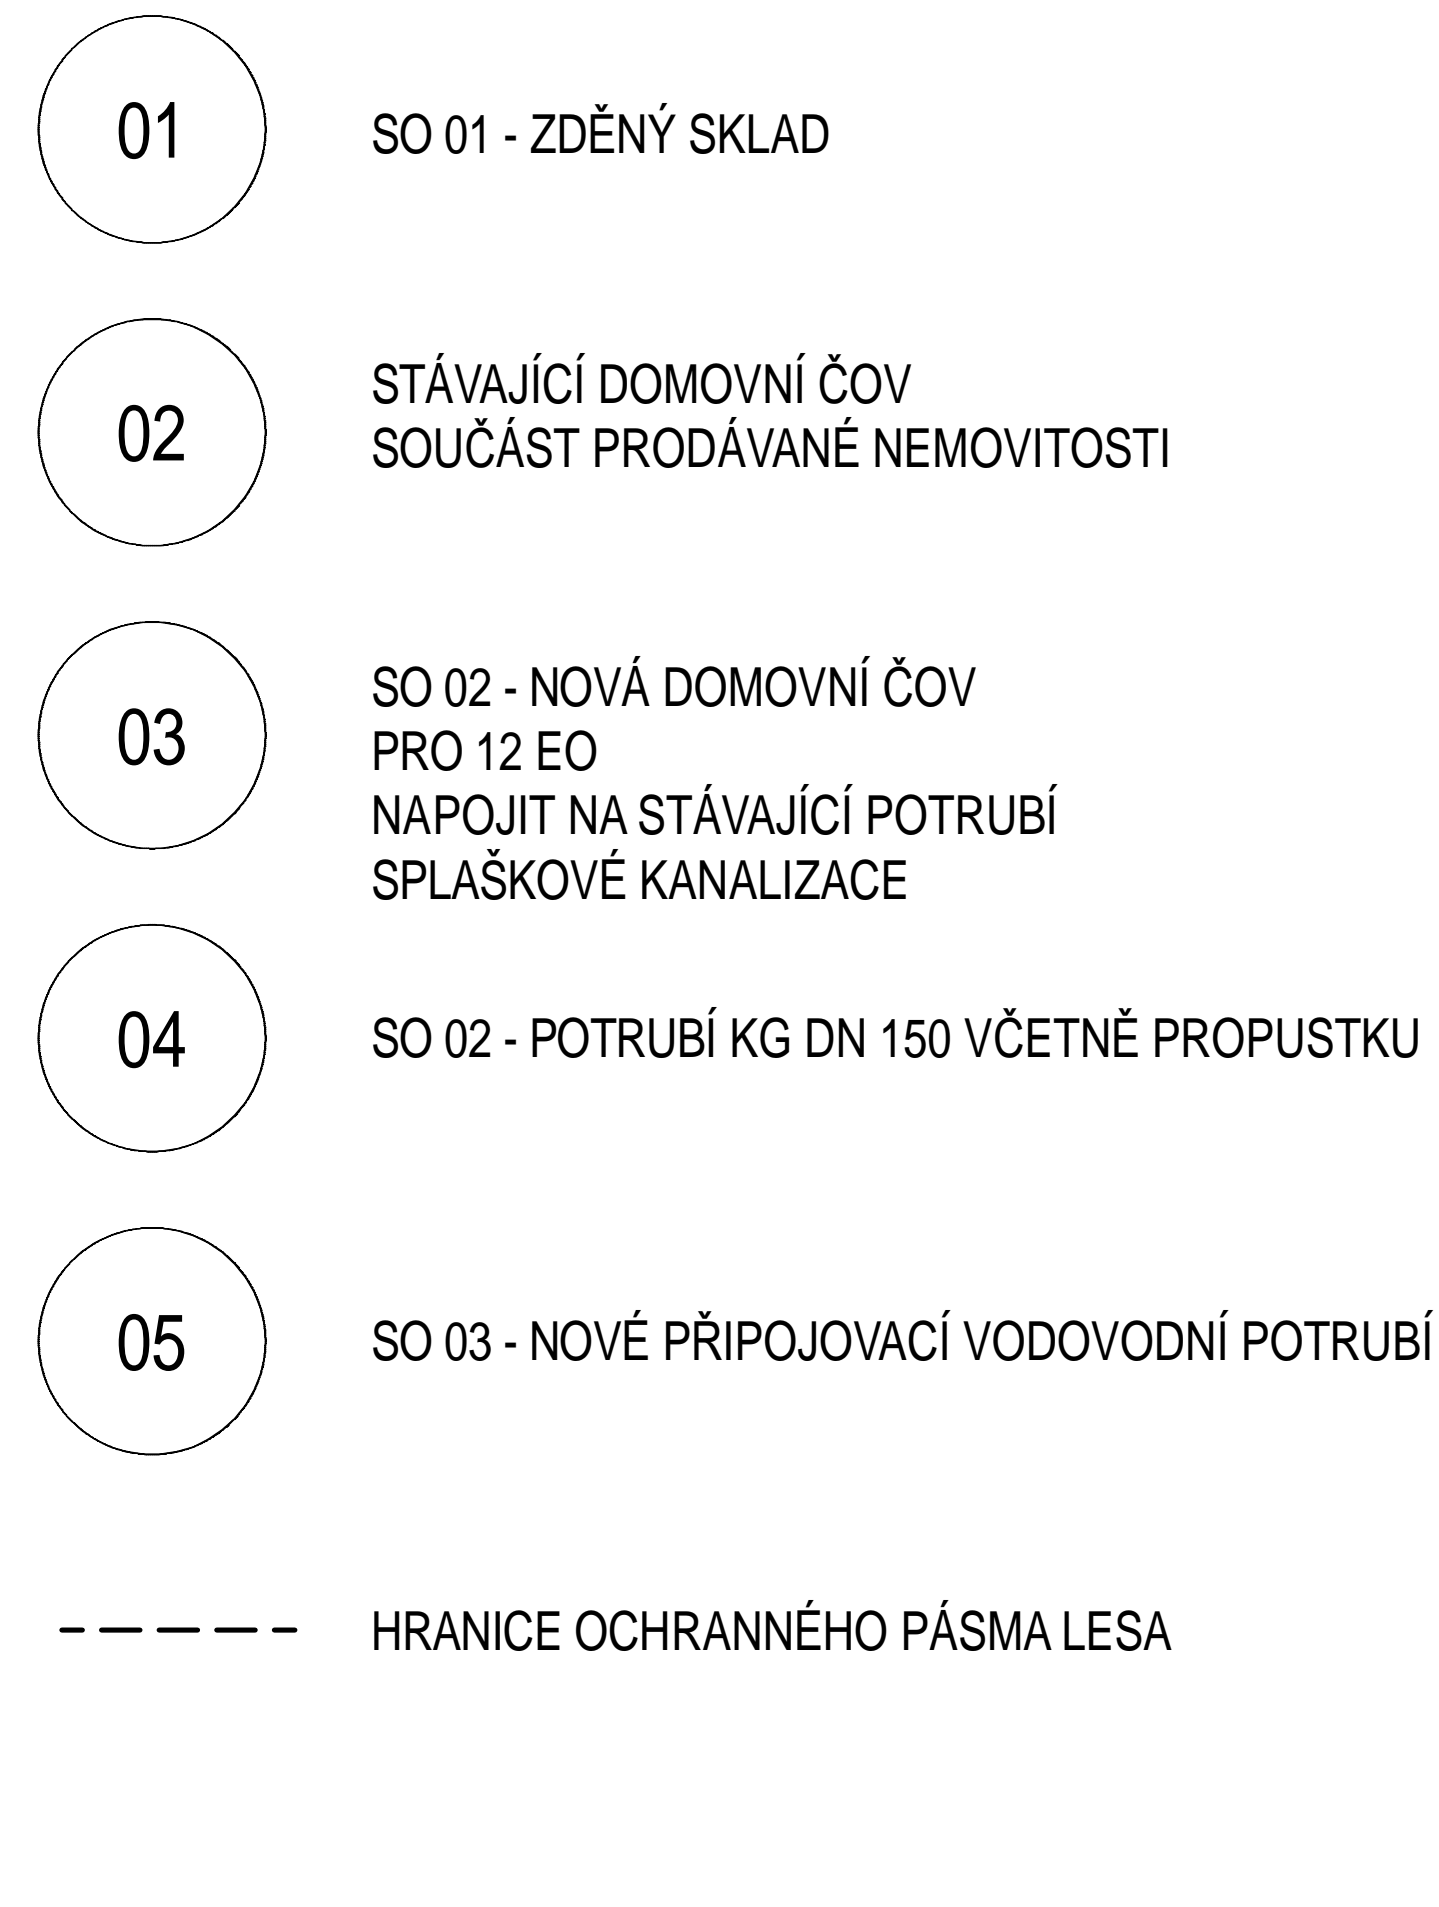 01
SO 01 - ZDĚNÝ SKLAD
02
STÁVAJÍCÍ DOMOVNÍ ČOV
SOUČÁST PRODÁVANÉ NEMOVITOSTI
03
SO 02 - NOVÁ DOMOVNÍ ČOV
PRO 12 EO
NAPOJIT NA STÁVAJÍCÍ POTRUBÍ
SPLAŠKOVÉ KANALIZACE
04
SO 02 - POTRUBÍ KG DN 150 VČETNĚ PROPUSTKU
05
SO 03 - NOVÉ PŘIPOJOVACÍ VODOVODNÍ POTRUBÍ
HRANICE OCHRANNÉHO PÁSMA LESA